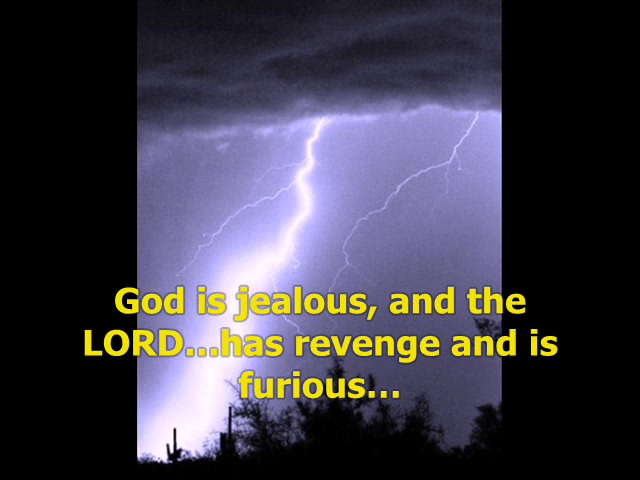 God is jealous, and the
LORD...has revenge and is
furious...